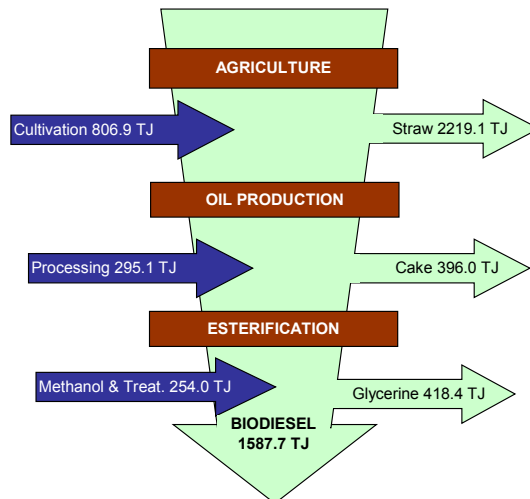 AGRICULTURE
Cultivation 806.9 TJ
Straw 2219.1 TJ
OIL PRODUCTION
Processing 295.1 TJ
Cake 396.0 TJ
ESTERIFICATION
Methanol & Treat. 254.0 TJ
Glycerine 418.4 TJ
BIODIESEL
1587.7 TJ